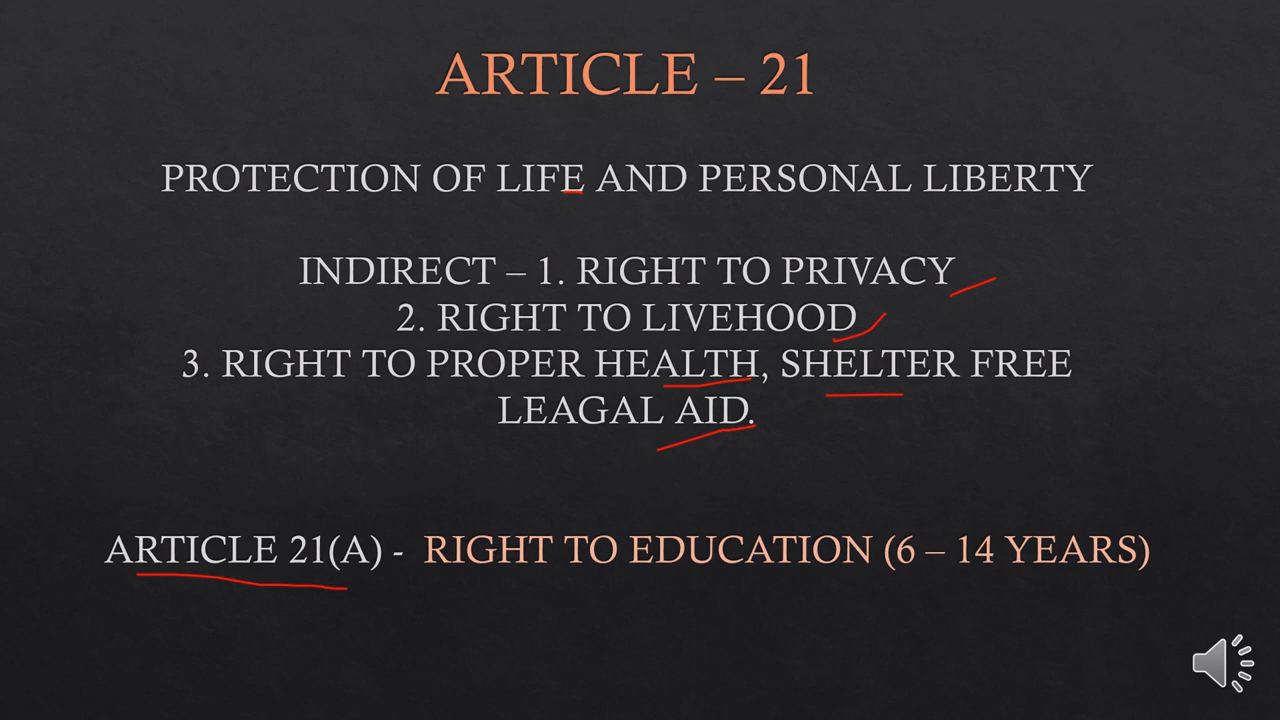 ARTICLE – 21
PROTECTION OF LIFE AND PERSONAL LIBERTY
INDIRECT – 1. RIGHT TO PRIVACY
2. RIGHT TO LIVEHOOD
3. RIGHT TO PROPER HEALTH, SHELTER FREE
LEAGAL AID.
ARTICLE 21(A) - RIGHT TO EDUCATION (6 – 14 YEARS)